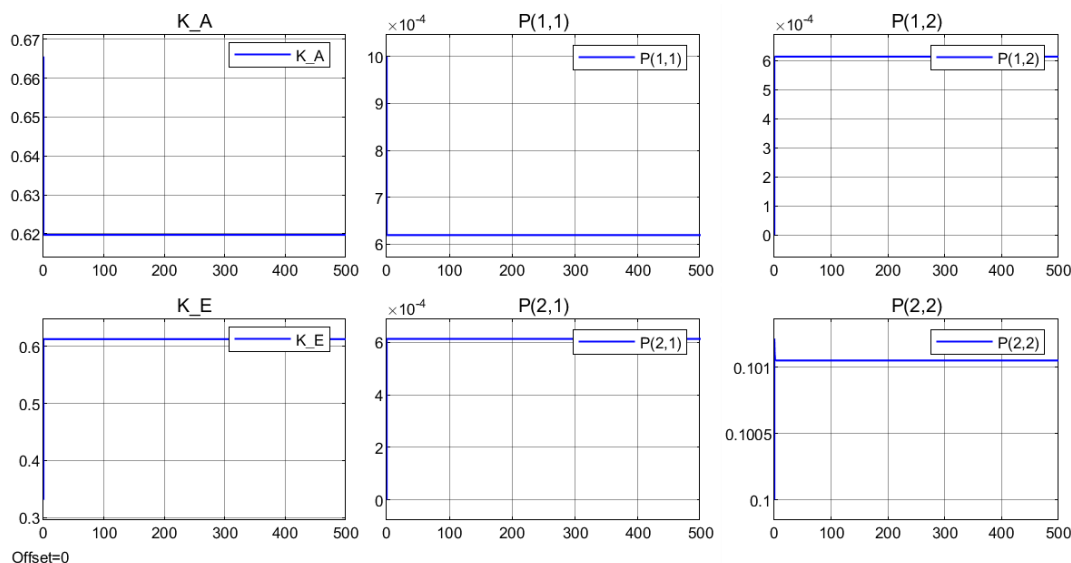 K_A
0.67
0.66
0.65
0.64
0.63
0.62
0 100 200 300 400 500
K_A
P(1,1)
×10⁻⁴
10
9
8
7
6
0 100 200 300 400 500
P(1,1)
P(1,2)
×10⁻⁴
6
5
4
3
2
1
0
0 100 200 300 400 500
P(1,2)
K_E
0.6
0.5
0.4
0.3
0 100 200 300 400 500
K_E
P(2,1)
×10⁻⁴
6
4
2
0
0 100 200 300 400 500
P(2,1)
P(2,2)
0.101
0.1005
0.1
0 100 200 300 400 500
P(2,2)
Offset=0